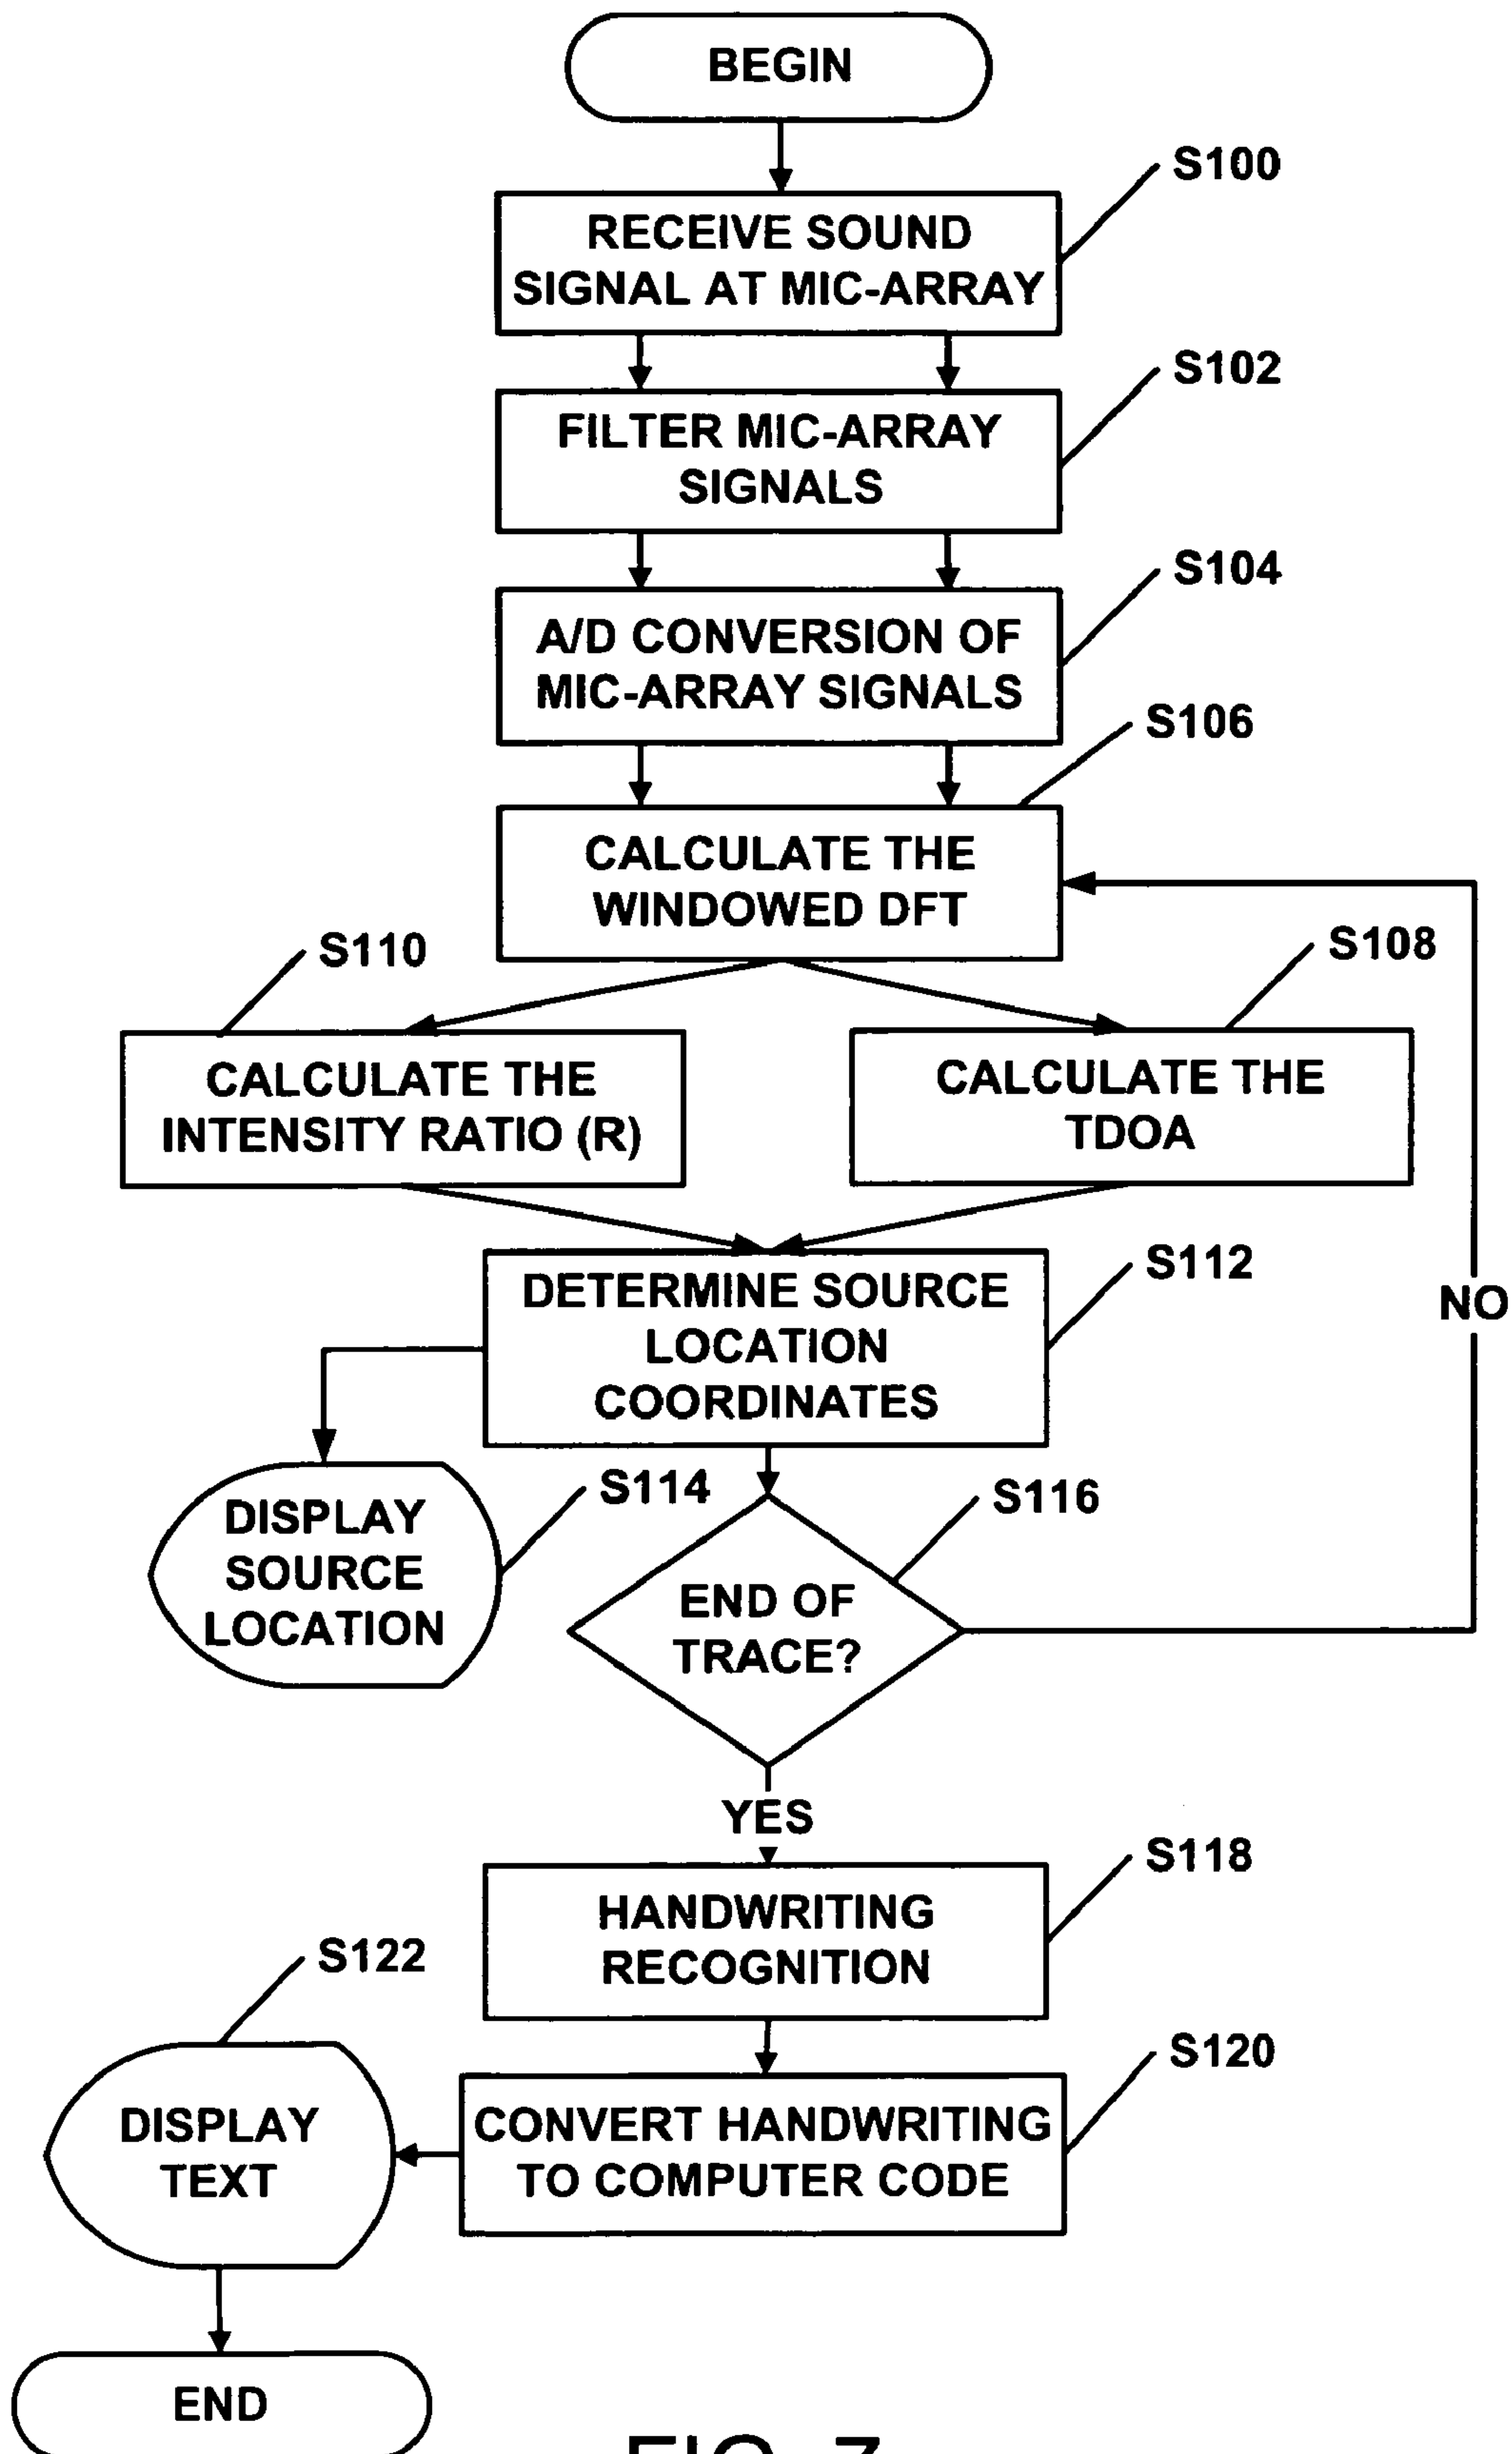 BEGIN
S100
RECEIVE SOUND
SIGNAL AT MIC-ARRAY
S102
FILTER MIC-ARRAY
SIGNALS
S104
A/D CONVERSION OF
MIC-ARRAY SIGNALS
S106
CALCULATE THE
WINDOWED DFT
S110
S108
CALCULATE THE
INTENSITY RATIO (R)
CALCULATE THE
TDOA
S112
DETERMINE SOURCE
LOCATION
COORDINATES
NO
S114
DISPLAY
SOURCE
LOCATION
S116
END OF
TRACE?
YES
S118
HANDWRITING
RECOGNITION
S122
S120
CONVERT HANDWRITING
TO COMPUTER CODE
DISPLAY
TEXT
END
FIG. 7